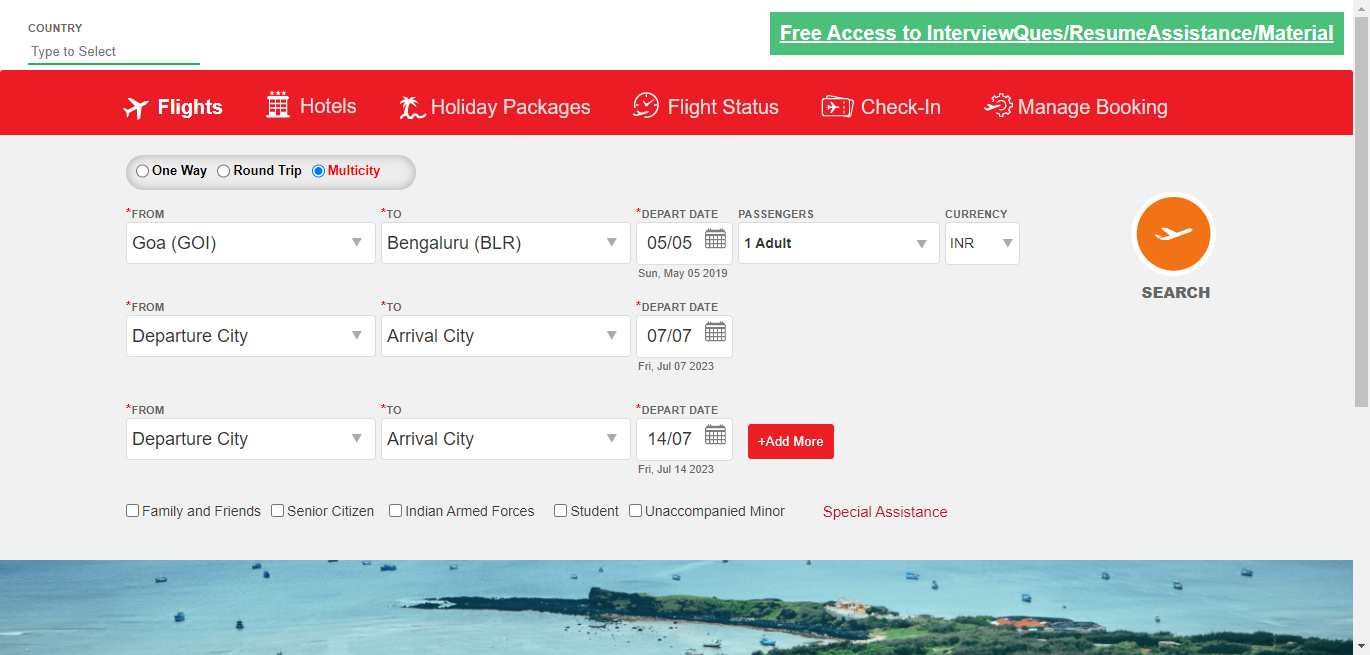 COUNTRY
Type to Select
Free Access to InterviewQues/ResumeAssistance/Material
Flights Hotels Holiday Packages Flight Status Check-In Manage Booking
One Way Round Trip Multicity
*FROM *TO *DEPART DATE PASSENGERS CURRENCY
Goa (GOI) Bengaluru (BLR) 05/05 1 Adult INR
Sun, May 05 2019
SEARCH
*FROM *TO *DEPART DATE
Departure City Arrival City 07/07
Fri, Jul 07 2023
*FROM *TO *DEPART DATE
Departure City Arrival City 14/07 +Add More
Fri, Jul 14 2023
Family and Friends Senior Citizen Indian Armed Forces Student Unaccompanied Minor Special Assistance